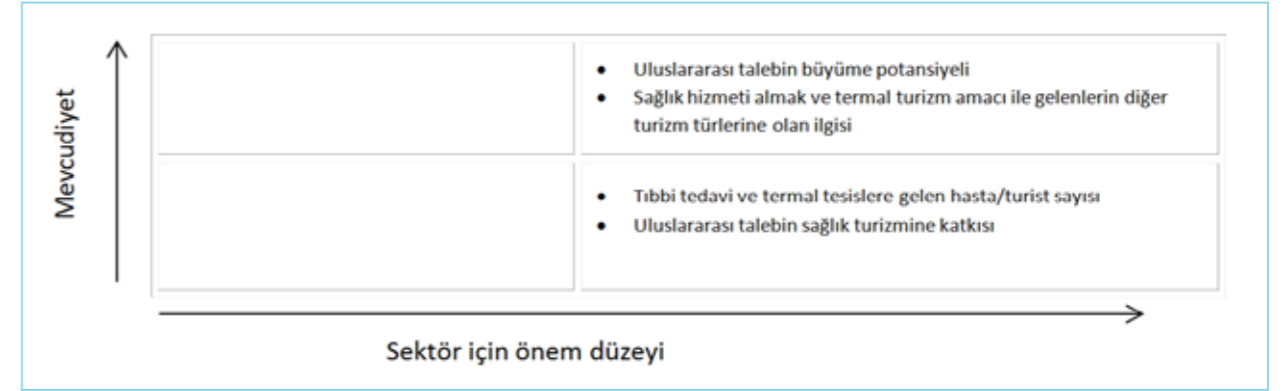 Mevcudiyet
• Uluslararası talebin büyüme potansiyeli
• Sağlık hizmeti almak ve termal turizm amacı ile gelenlerin diğer
turizm türlerine olan ilgisi
• Tıbbi tedavi ve termal tesislere gelen hasta/turist sayısı
• Uluslararası talebin sağlık turizmine katkısı
Sektör için önem düzeyi